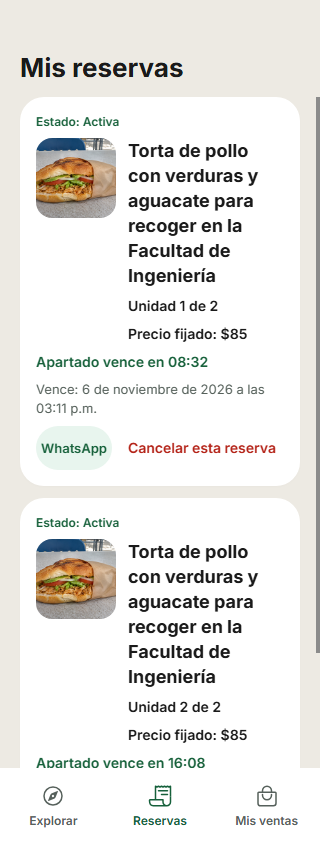 Mis reservas
Estado: Activa
Torta de pollo
con verduras y
aguacate para
recoger en la
Facultad de
Ingeniería
Unidad 1 de 2
Precio fijado: $85
Apartado vence en 08:32
Vence: 6 de noviembre de 2026 a las
03:11 p.m.
WhatsApp
Cancelar esta reserva
Estado: Activa
Torta de pollo
con verduras y
aguacate para
recoger en la
Facultad de
Ingeniería
Unidad 2 de 2
Precio fijado: $85
Apartado vence en 16:08
Explorar
Reservas
Mis ventas